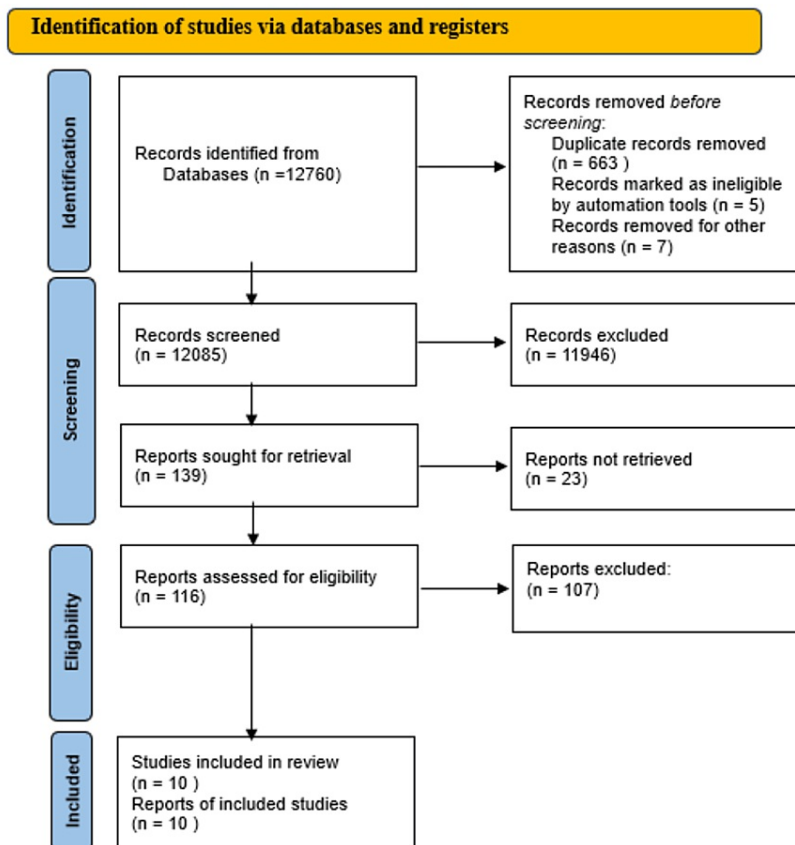 Identification of studies via databases and registers
Identification
Records identified from
Databases (n =12760)
Records removed before
screening:
Duplicate records removed
(n = 663 )
Records marked as ineligible
by automation tools (n = 5)
Records removed for other
reasons (n = 7)
Screening
Records screened
(n = 12085)
Records excluded
(n = 11946)
Reports sought for retrieval
(n = 139)
Reports not retrieved
(n = 23)
Eligibility
Reports assessed for eligibility
(n = 116)
Reports excluded:
(n = 107)
Included
Studies included in review
(n = 10 )
Reports of included studies
(n = 10 )